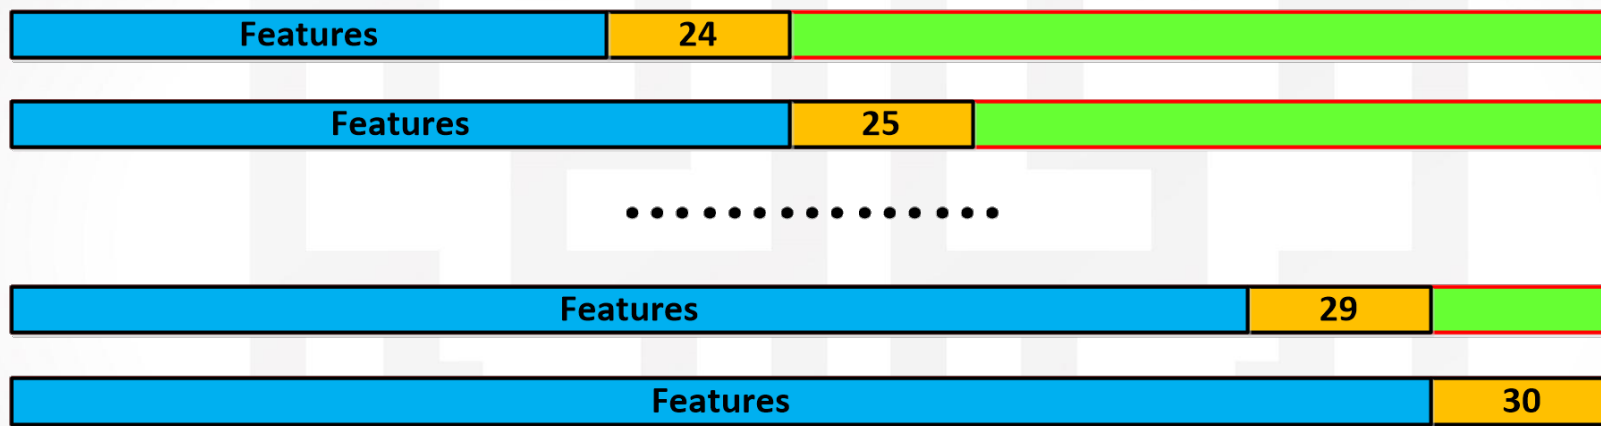 Features 24
Features 25
...............
Features 29
Features 30